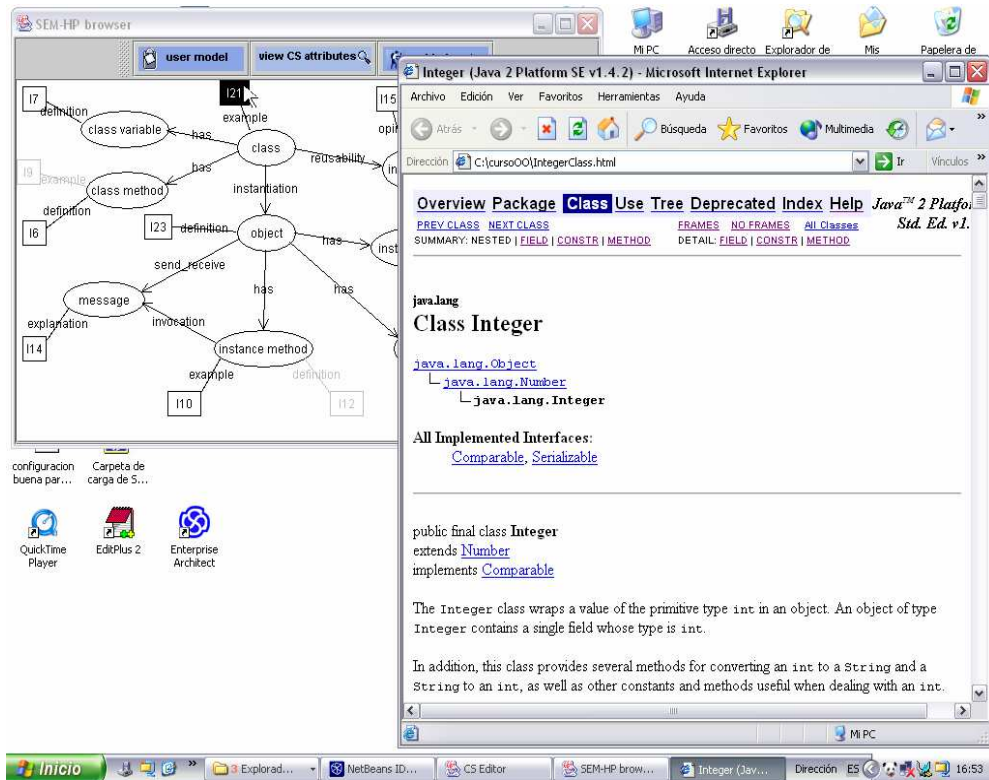 SEM-HP browser
user model
view CS attributes
I7
definition
class variable
has
I21
example
class
I15
reusability
I9
example
class method
has
definition
I6
instantiation
I23
definition
object
has
send_receive
message
has
has
explanation
invocation
I14
instance method
example
definition
I10
I12
Mi PC
Acceso directo
Explorador de
Mis
Papelera de
Integer (Java 2 Platform SE v1.4.2) - Microsoft Internet Explorer
Archivo Edición Ver Favoritos Herramientas Ayuda
Atrás Búsqueda Favoritos Multimedia
Dirección C:\cursoOO\IntegerClass.html Ir Vínculos
Overview Package Class Use Tree Deprecated Index Help Java™ 2 Platfo
PREV CLASS NEXT CLASS FRAMES NO FRAMES All Classes Std. Ed. v1.
SUMMARY: NESTED | FIELD | CONSTR | METHOD DETAIL: FIELD | CONSTR | METHOD
java.lang
Class Integer
java.lang.Object
java.lang.Number
java.lang.Integer
All Implemented Interfaces:
Comparable, Serializable
public final class Integer
extends Number
implements Comparable
The Integer class wraps a value of the primitive type int in an object. An object of type
Integer contains a single field whose type is int.
In addition, this class provides several methods for converting an int to a String and a
String to an int, as well as other constants and methods useful when dealing with an int.
Mi PC
configuracion
buena par...
Carpeta de
carga de S...
QuickTime
Player
EditPlus 2
Enterprise
Architect
Inicio
3 Explorad...
NetBeans ID...
CS Editor
SEM-HP brow...
Integer (Jav...
Dirección
ES
16:53